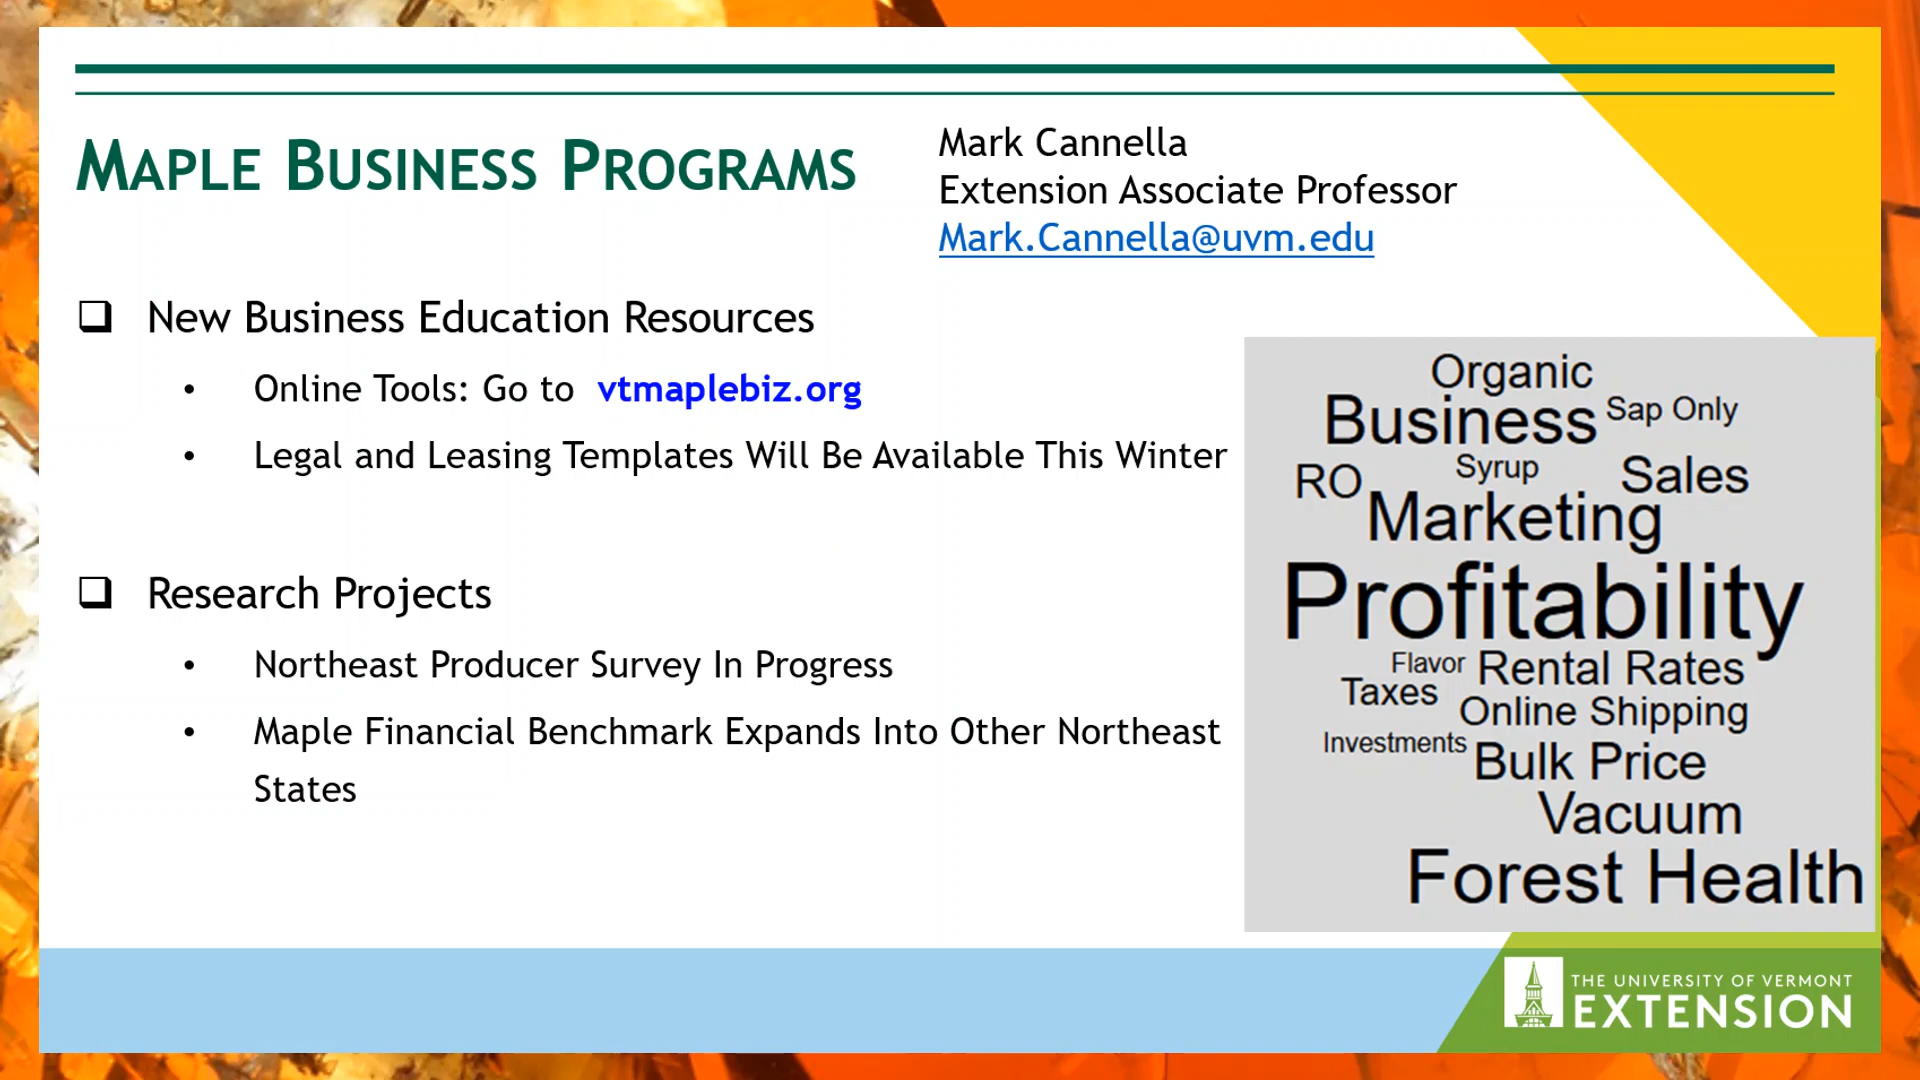 MAPLE BUSINESS PROGRAMS
Mark Cannella
Extension Associate Professor
Mark.Cannella@uvm.edu
New Business Education Resources
• Online Tools: Go to vtmaplebiz.org
• Legal and Leasing Templates Will Be Available This Winter
Research Projects
• Northeast Producer Survey In Progress
• Maple Financial Benchmark Expands Into Other Northeast
States
Organic
Business Sap Only
RO Syrup Sales
Marketing
Profitability
Flavor Rental Rates
Taxes Online Shipping
Investments Bulk Price
Vacuum
Forest Health
THE UNIVERSITY OF VERMONT
EXTENSION